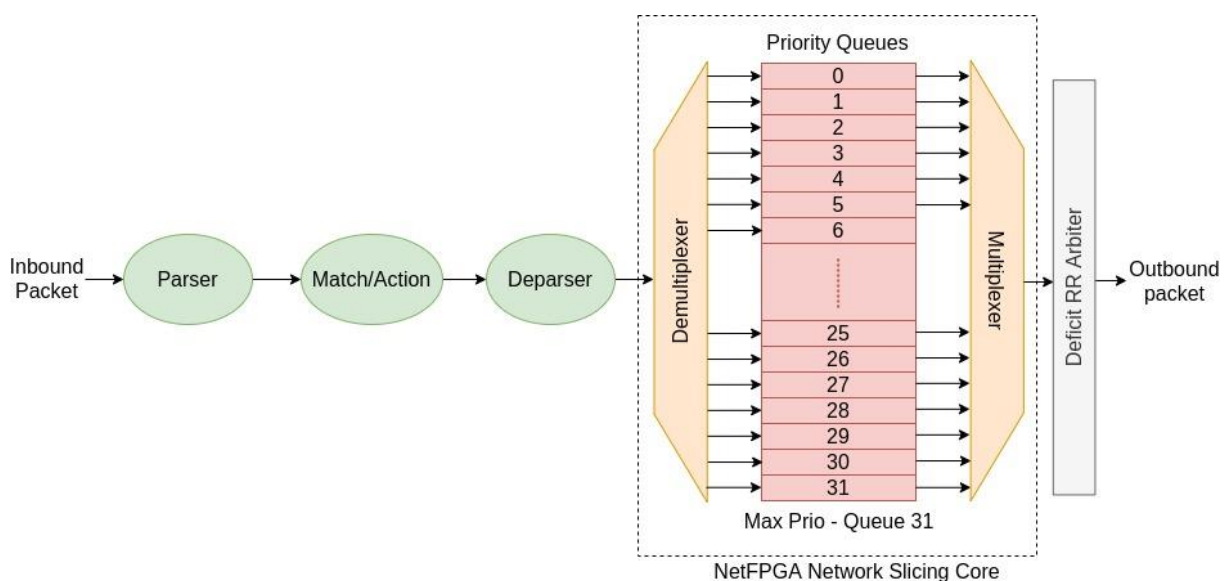 Priority Queues
0
1
2
3
4
5
6
25
26
27
28
29
30
31
Inbound
Packet
Parser
Match/Action
Deparser
Demultiplexer
Multiplexer
Deficit RR Arbiter
Outbound
packet
Max Prio - Queue 31
NetFPGA Network Slicing Core